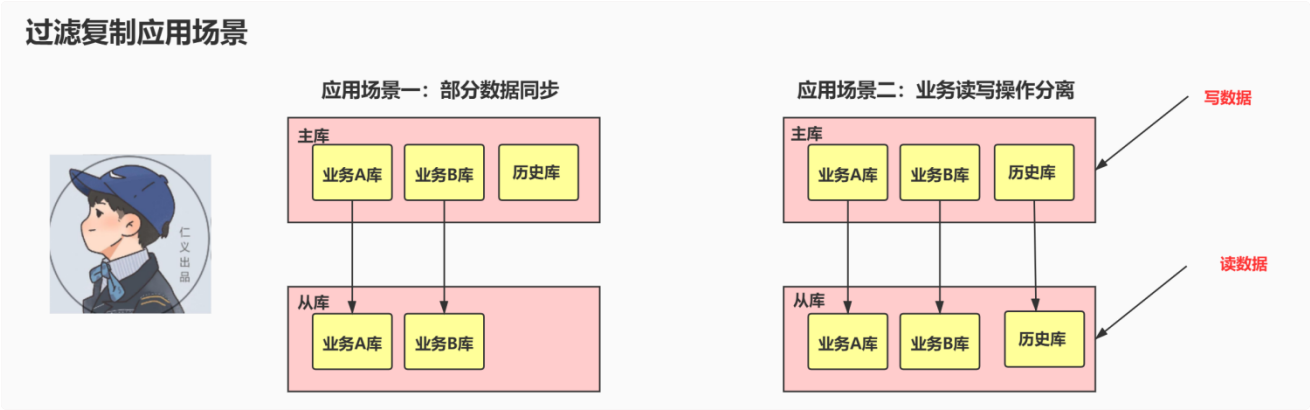 过滤复制应用场景
应用场景一：部分数据同步
主库
业务A库
业务B库
历史库
从库
业务A库
业务B库
应用场景二：业务读写操作分离
写数据
主库
业务A库
业务B库
历史库
读数据
从库
业务A库
业务B库
历史库
仁义出品